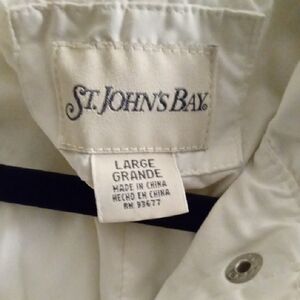 ST. JOHN'S BAY®
LARGE
GRANDE
MADE IN CHINA
HECHO EN CHINA
RN 93677